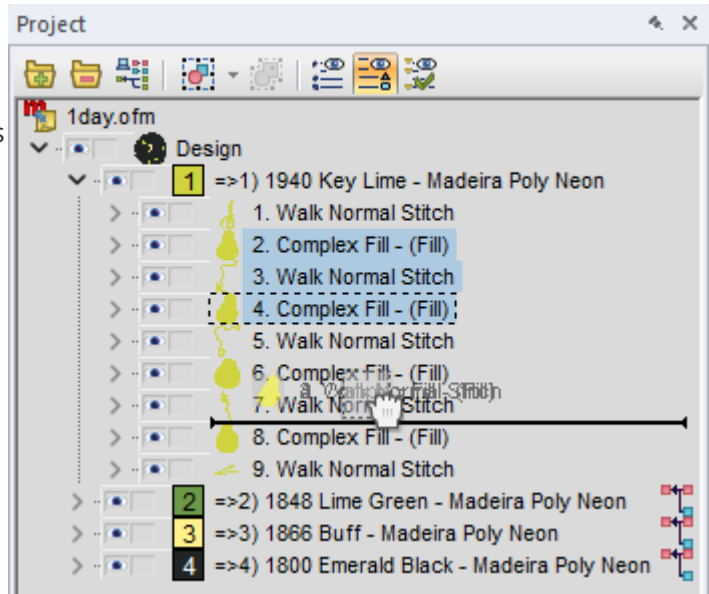 Project
1day.ofm
s
Design
1 =>1) 1940 Key Lime - Madeira Poly Neon
1. Walk Normal Stitch
2. Complex Fill - (Fill)
3. Walk Normal Stitch
4. Complex Fill - (Fill)
5. Walk Normal Stitch
6. Complex Fill - (Fill)
7. Walk Normal Stitch
8. Complex Fill - (Fill)
9. Walk Normal Stitch
2 =>2) 1848 Lime Green - Madeira Poly Neon
3 =>3) 1866 Buff - Madeira Poly Neon
4 =>4) 1800 Emerald Black - Madeira Poly Neon